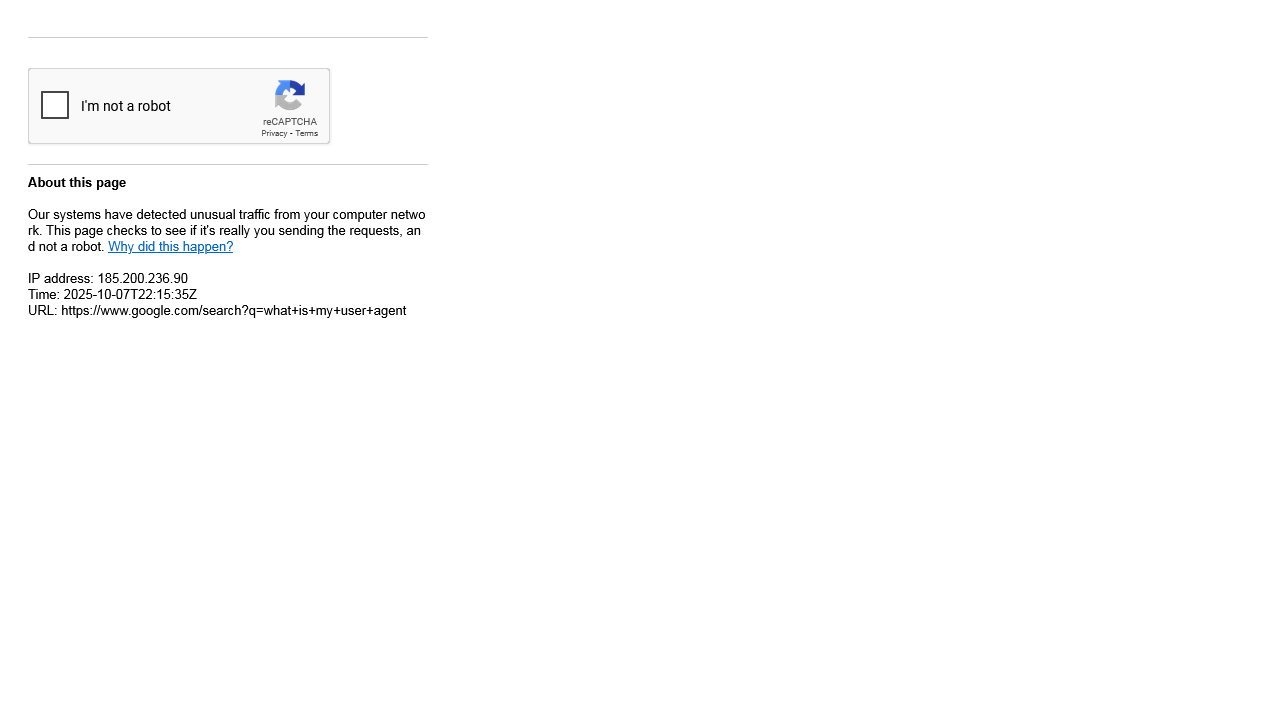 I'm not a robot
reCAPTCHA
Privacy - Terms
About this page
Our systems have detected unusual traffic from your computer netwo
rk. This page checks to see if it's really you sending the requests, an
d not a robot. Why did this happen?
IP address: 185.200.236.90
Time: 2025-10-07T22:15:35Z
URL: https://www.google.com/search?q=what+is+my+user+agent